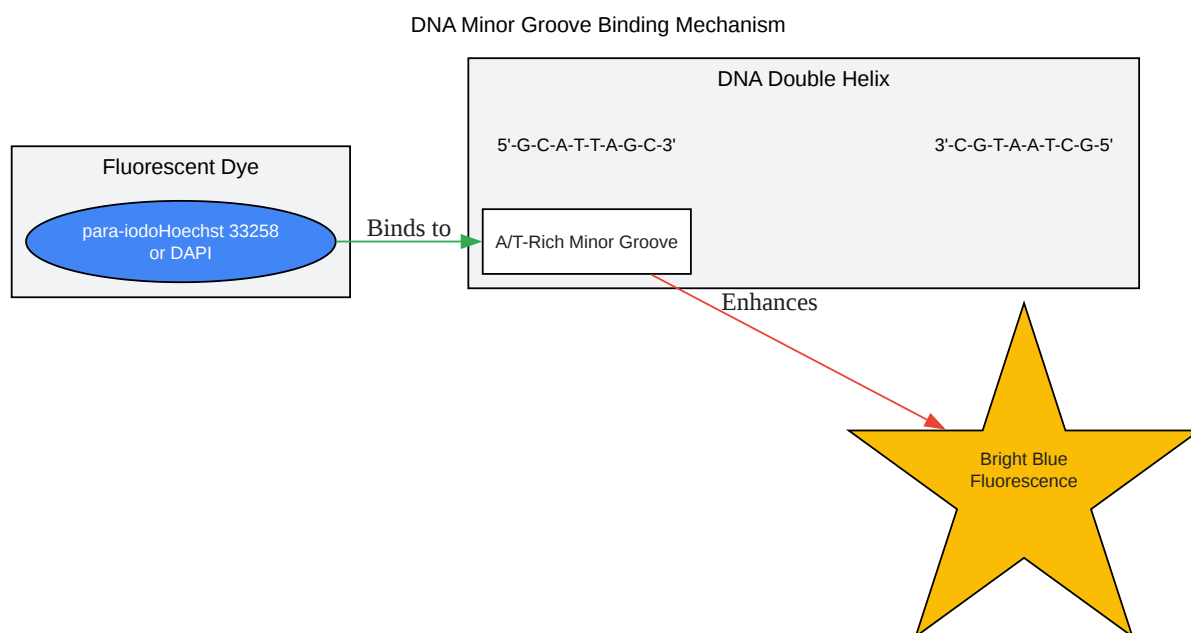 DNA Minor Groove Binding Mechanism
DNA Double Helix
5'-G-C-A-T-T-A-G-C-3'
3'-C-G-T-A-A-T-C-G-5'
Fluorescent Dye
para-iodoHoechst 33258
or DAPI
Binds to
A/T-Rich Minor Groove
Enhances
Bright Blue
Fluorescence